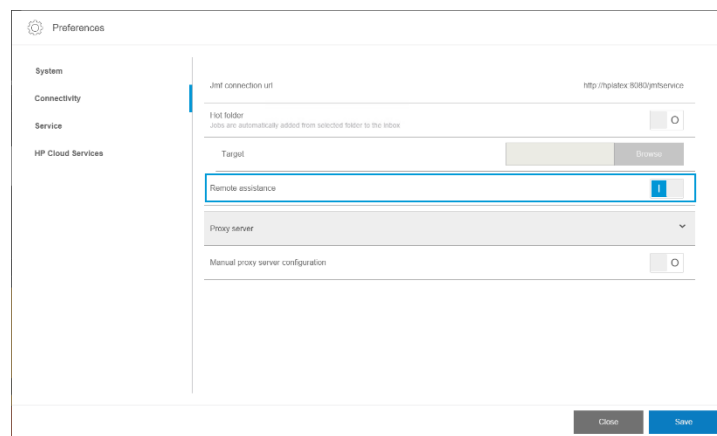 Preferences
System
Connectivity
Service
HP Cloud Services
Jmf connection url
http://hplatex:8080/jmfservice
Hot folder
Jobs are automatically added from selected folder to the Inbox
Target
Browse
Remote assistance
Proxy server
Manual proxy server configuration
Close
Save